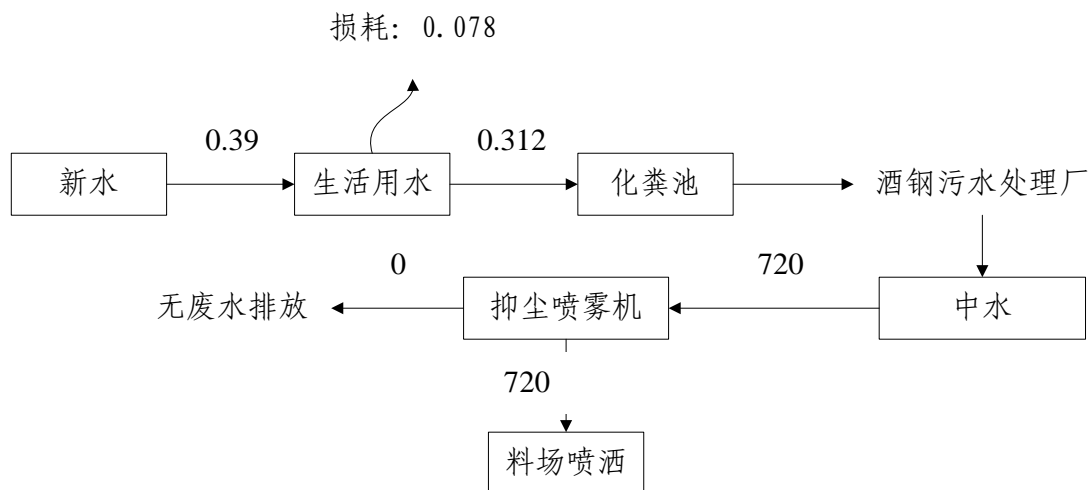 损耗: 0.078
0.39
0.312
新水
生活用水
化粪池
酒钢污水处理厂
0
720
无废水排放
抑尘喷雾机
中水
720
料场喷洒